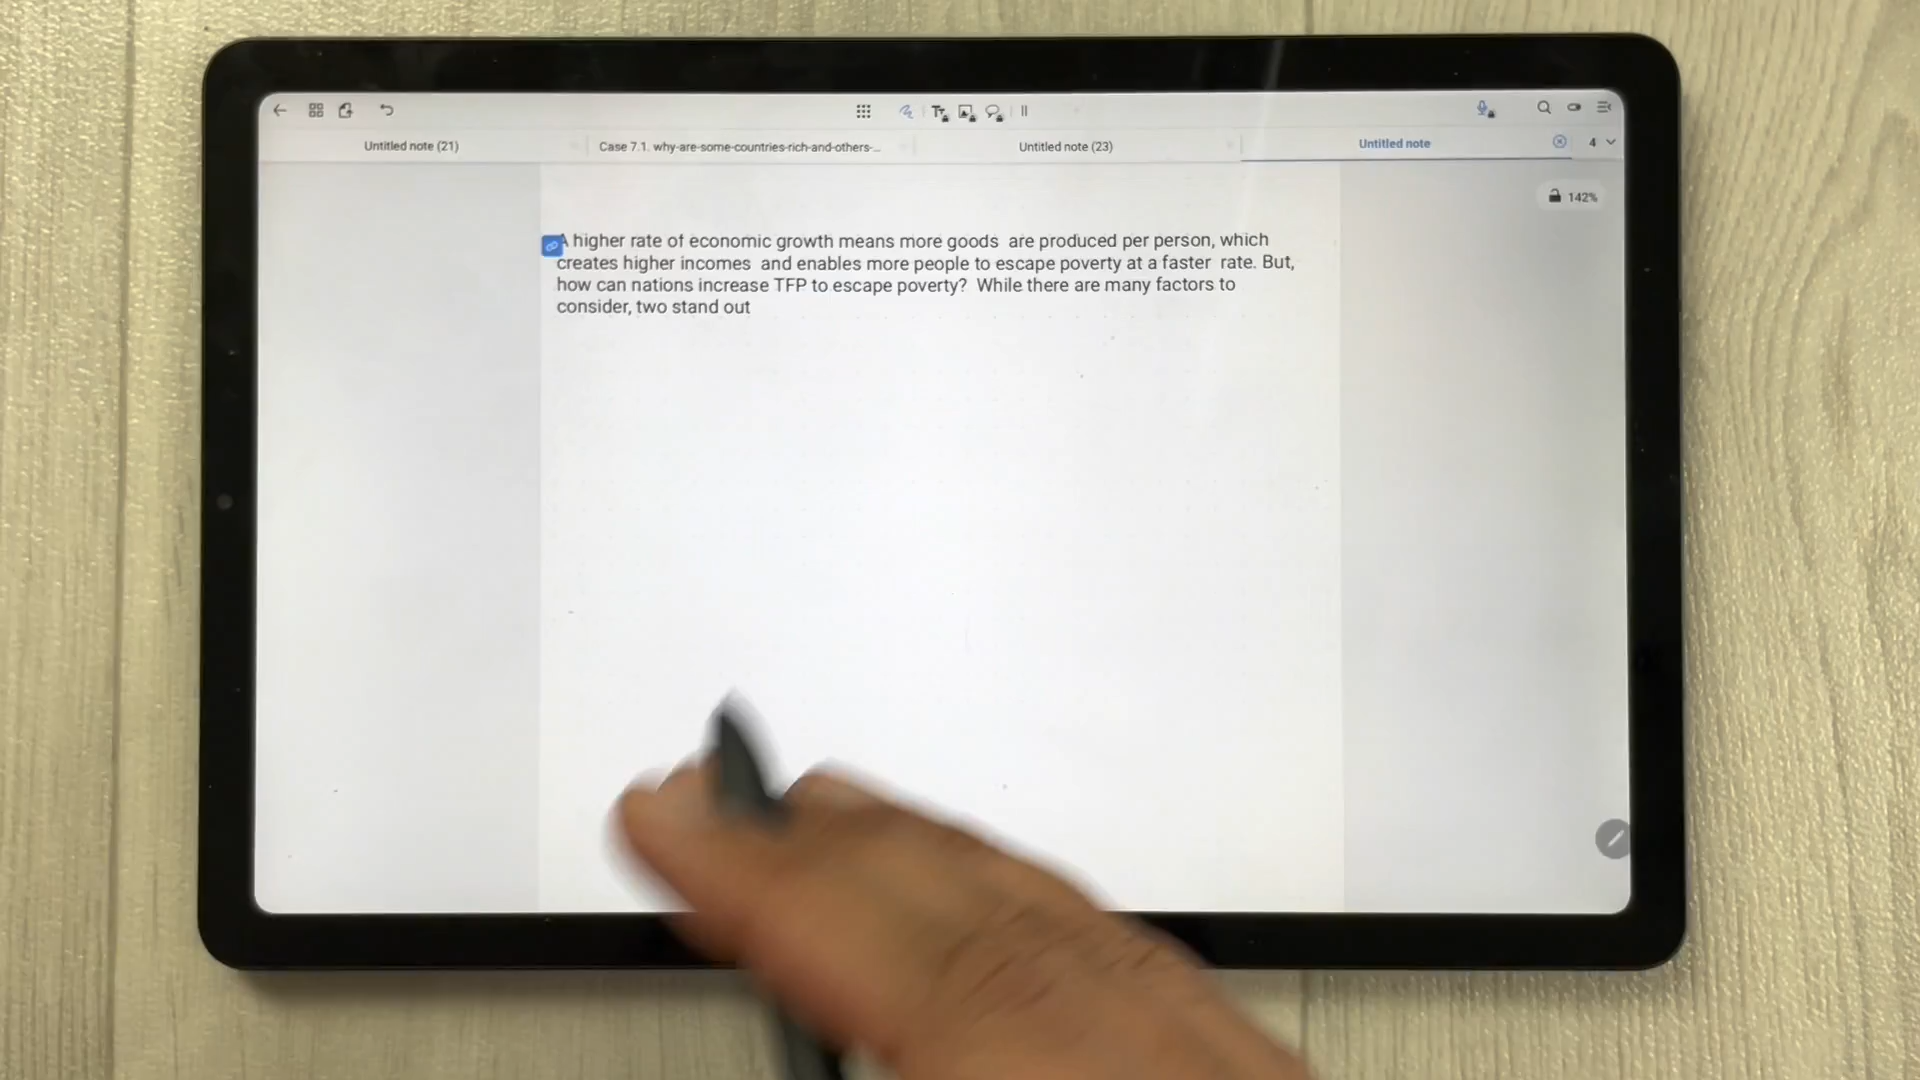 Untitled note (21)
Case 7.1. why-are-some-countries-rich-and-others-...
Untitled note (23)
Untitled note
4
142%
A higher rate of economic growth means more goods are produced per person, which
creates higher incomes and enables more people to escape poverty at a faster rate. But,
how can nations increase TFP to escape poverty? While there are many factors to
consider, two stand out